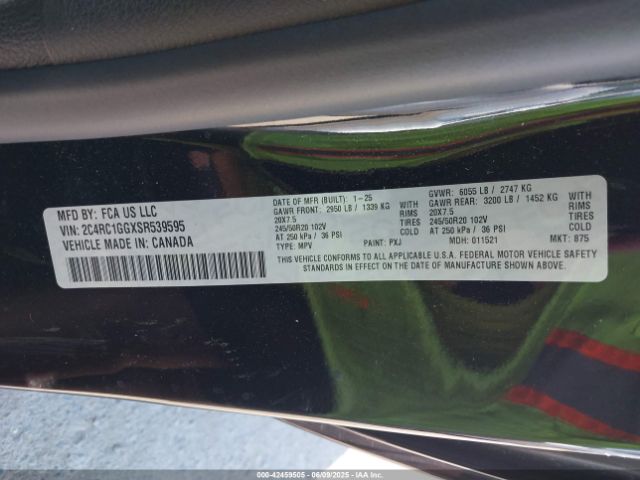 MFD BY: FCA US LLC
VIN: 2C4RC1GGXSR539595
VEHICLE MADE IN: CANADA
DATE OF MFR (BUILT): 1-25
GAWR FRONT: 2950 LB / 1339 KG WITH
20X7.5 RIMS
245/50R20 102V TIRES
AT 250 kPa / 36 PSI COLD
TYPE: MPV PAINT: PXJ
GVWR: 6055 LB / 2747 KG
GAWR REAR: 3200 LB / 1452 KG WITH
20X7.5 RIMS
245/50R20 102V TIRES
AT 250 kPa / 36 PSI COLD
MDH: 011521 MKT: 875
THIS VEHICLE CONFORMS TO ALL APPLICABLE U.S.A. FEDERAL MOTOR VEHICLE SAFETY
STANDARDS IN EFFECT ON THE DATE OF MANUFACTURE SHOWN ABOVE.
000-42459505 06/09/2025 IAAI.COM